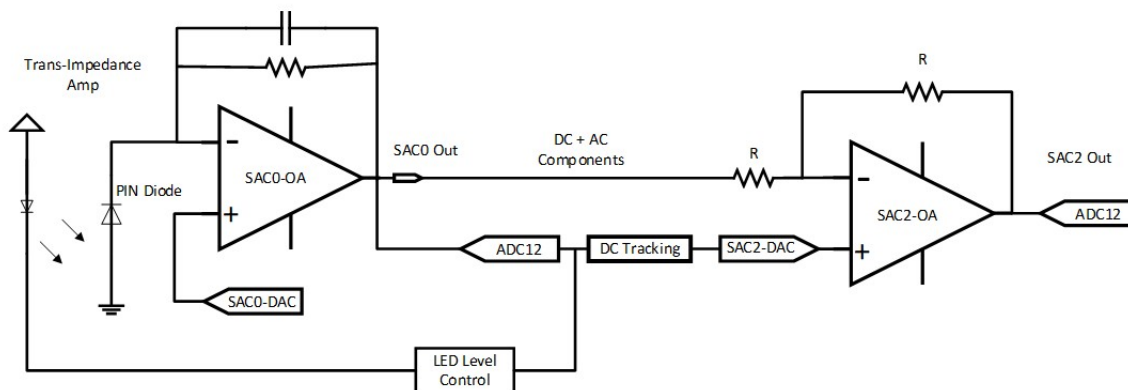 Trans-Impedance
Amp
PIN Diode
-
+
SAC0-OA
SAC0-DAC
SAC0 Out
DC + AC
Components
R
R
-
+
SAC2-OA
SAC2 Out
ADC12
ADC12
DC Tracking
SAC2-DAC
LED Level
Control